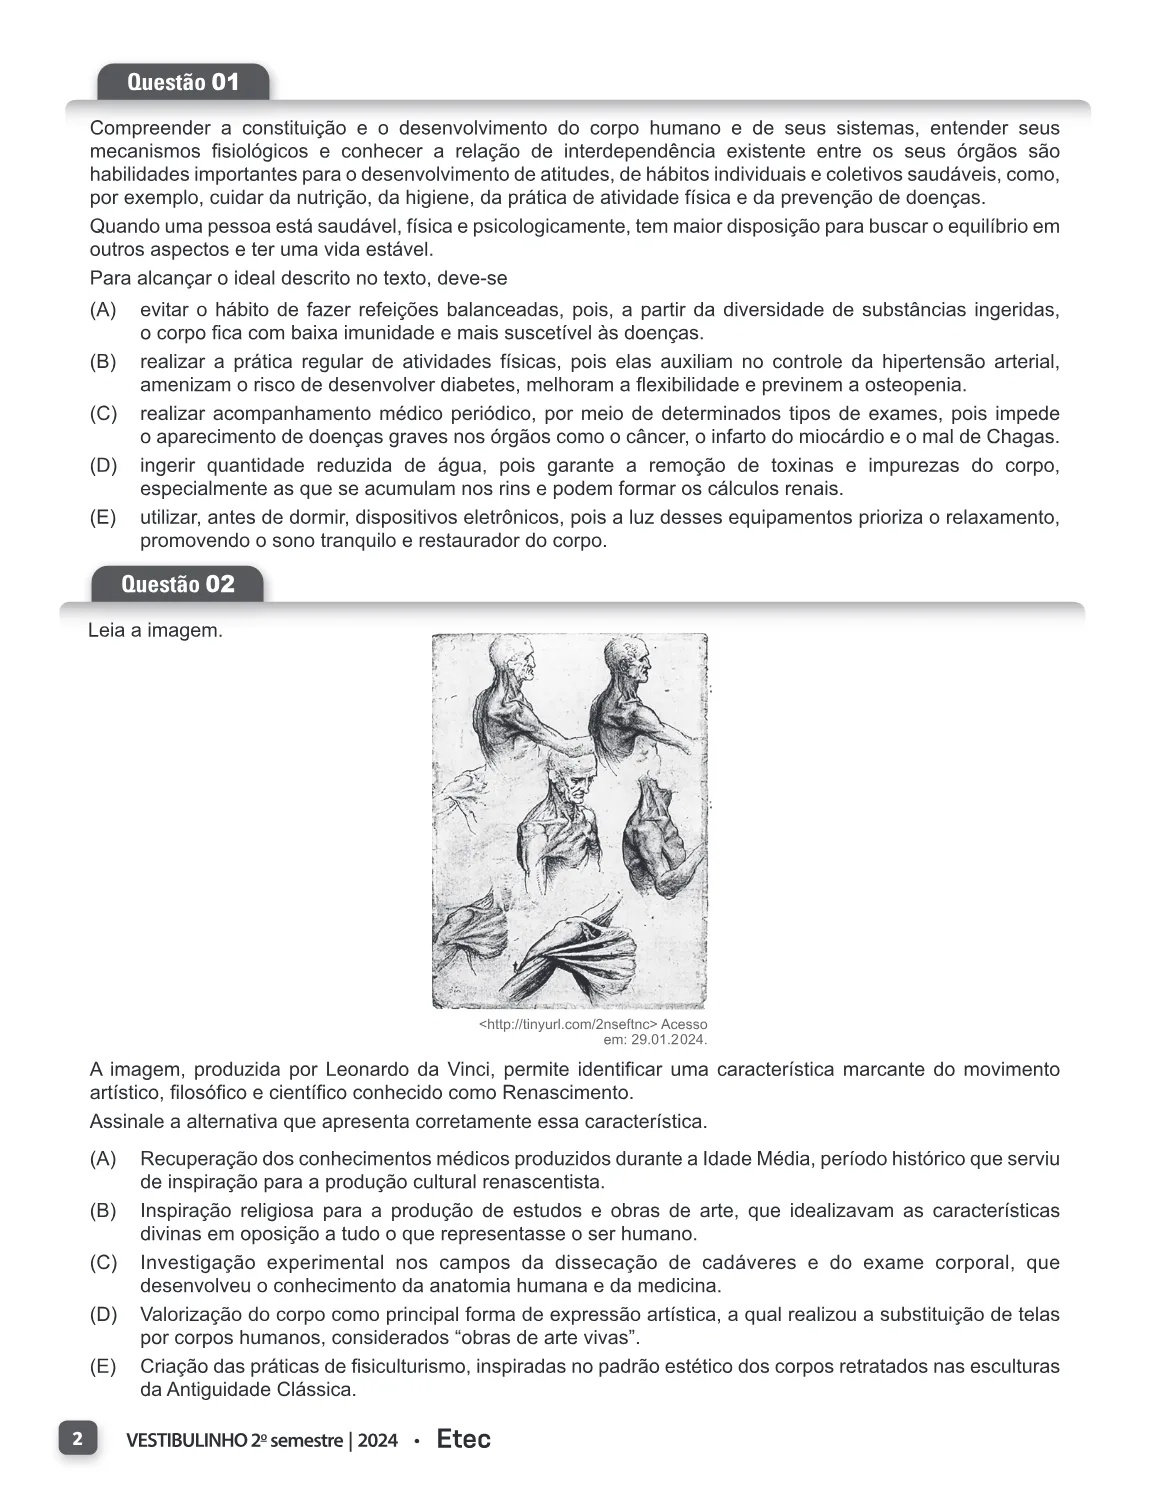 Questão 01
Compreender a constituição e o desenvolvimento do corpo humano e de seus sistemas, entender seus
mecanismos fisiológicos e conhecer a relação de interdependência existente entre os seus órgãos são
habilidades importantes para o desenvolvimento de atitudes, de hábitos individuais e coletivos saudáveis, como,
por exemplo, cuidar da nutrição, da higiene, da prática de atividade física e da prevenção de doenças.
Quando uma pessoa está saudável, física e psicologicamente, tem maior disposição para buscar o equilíbrio em
outros aspectos e ter uma vida estável.
Para alcançar o ideal descrito no texto, deve-se
(A) evitar o hábito de fazer refeições balanceadas, pois, a partir da diversidade de substâncias ingeridas,
o corpo fica com baixa imunidade e mais suscetível às doenças.
(B) realizar a prática regular de atividades físicas, pois elas auxiliam no controle da hipertensão arterial,
amenizam o risco de desenvolver diabetes, melhoram a flexibilidade e previnem a osteopenia.
(C) realizar acompanhamento médico periódico, por meio de determinados tipos de exames, pois impede
o aparecimento de doenças graves nos órgãos como o câncer, o infarto do miocárdio e o mal de Chagas.
(D) ingerir quantidade reduzida de água, pois garante a remoção de toxinas e impurezas do corpo,
especialmente as que se acumulam nos rins e podem formar os cálculos renais.
(E) utilizar, antes de dormir, dispositivos eletrônicos, pois a luz desses equipamentos prioriza o relaxamento,
promovendo o sono tranquilo e restaurador do corpo.
Questão 02
Leia a imagem.
<http://tinyurl.com/2nseftnc> Acesso
em: 29.01.2024.
A imagem, produzida por Leonardo da Vinci, permite identificar uma característica marcante do movimento
artístico, filosófico e científico conhecido como Renascimento.
Assinale a alternativa que apresenta corretamente essa característica.
(A) Recuperação dos conhecimentos médicos produzidos durante a Idade Média, período histórico que serviu
de inspiração para a produção cultural renascentista.
(B) Inspiração religiosa para a produção de estudos e obras de arte, que idealizavam as características
divinas em oposição a tudo o que representasse o ser humano.
(C) Investigação experimental nos campos da dissecação de cadáveres e do exame corporal, que
desenvolveu o conhecimento da anatomia humana e da medicina.
(D) Valorização do corpo como principal forma de expressão artística, a qual realizou a substituição de telas
por corpos humanos, considerados “obras de arte vivas”.
(E) Criação das práticas de fisiculturismo, inspiradas no padrão estético dos corpos retratados nas esculturas
da Antiguidade Clássica.
2 VESTIBULINHO 2º semestre | 2024 • Etec